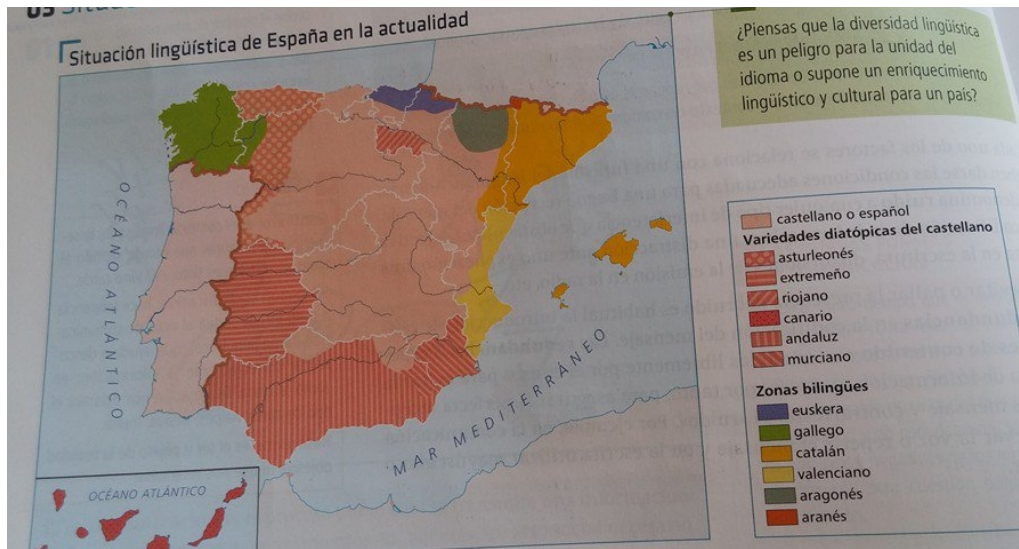 Situación lingüística de España en la actualidad
¿Piensas que la diversidad lingüística
es un peligro para la unidad del
idioma o supone un enriquecimiento
lingüístico y cultural para un país?
OCÉANO ATLÁNTICO
MAR MEDITERRÁNEO
OCÉANO ATLÁNTICO
castellano o español
Variedades diatópicas del castellano
asturleonés
extremeño
riojano
canario
andaluz
murciano
Zonas bilingües
euskera
gallego
catalán
valenciano
aragonés
aranés